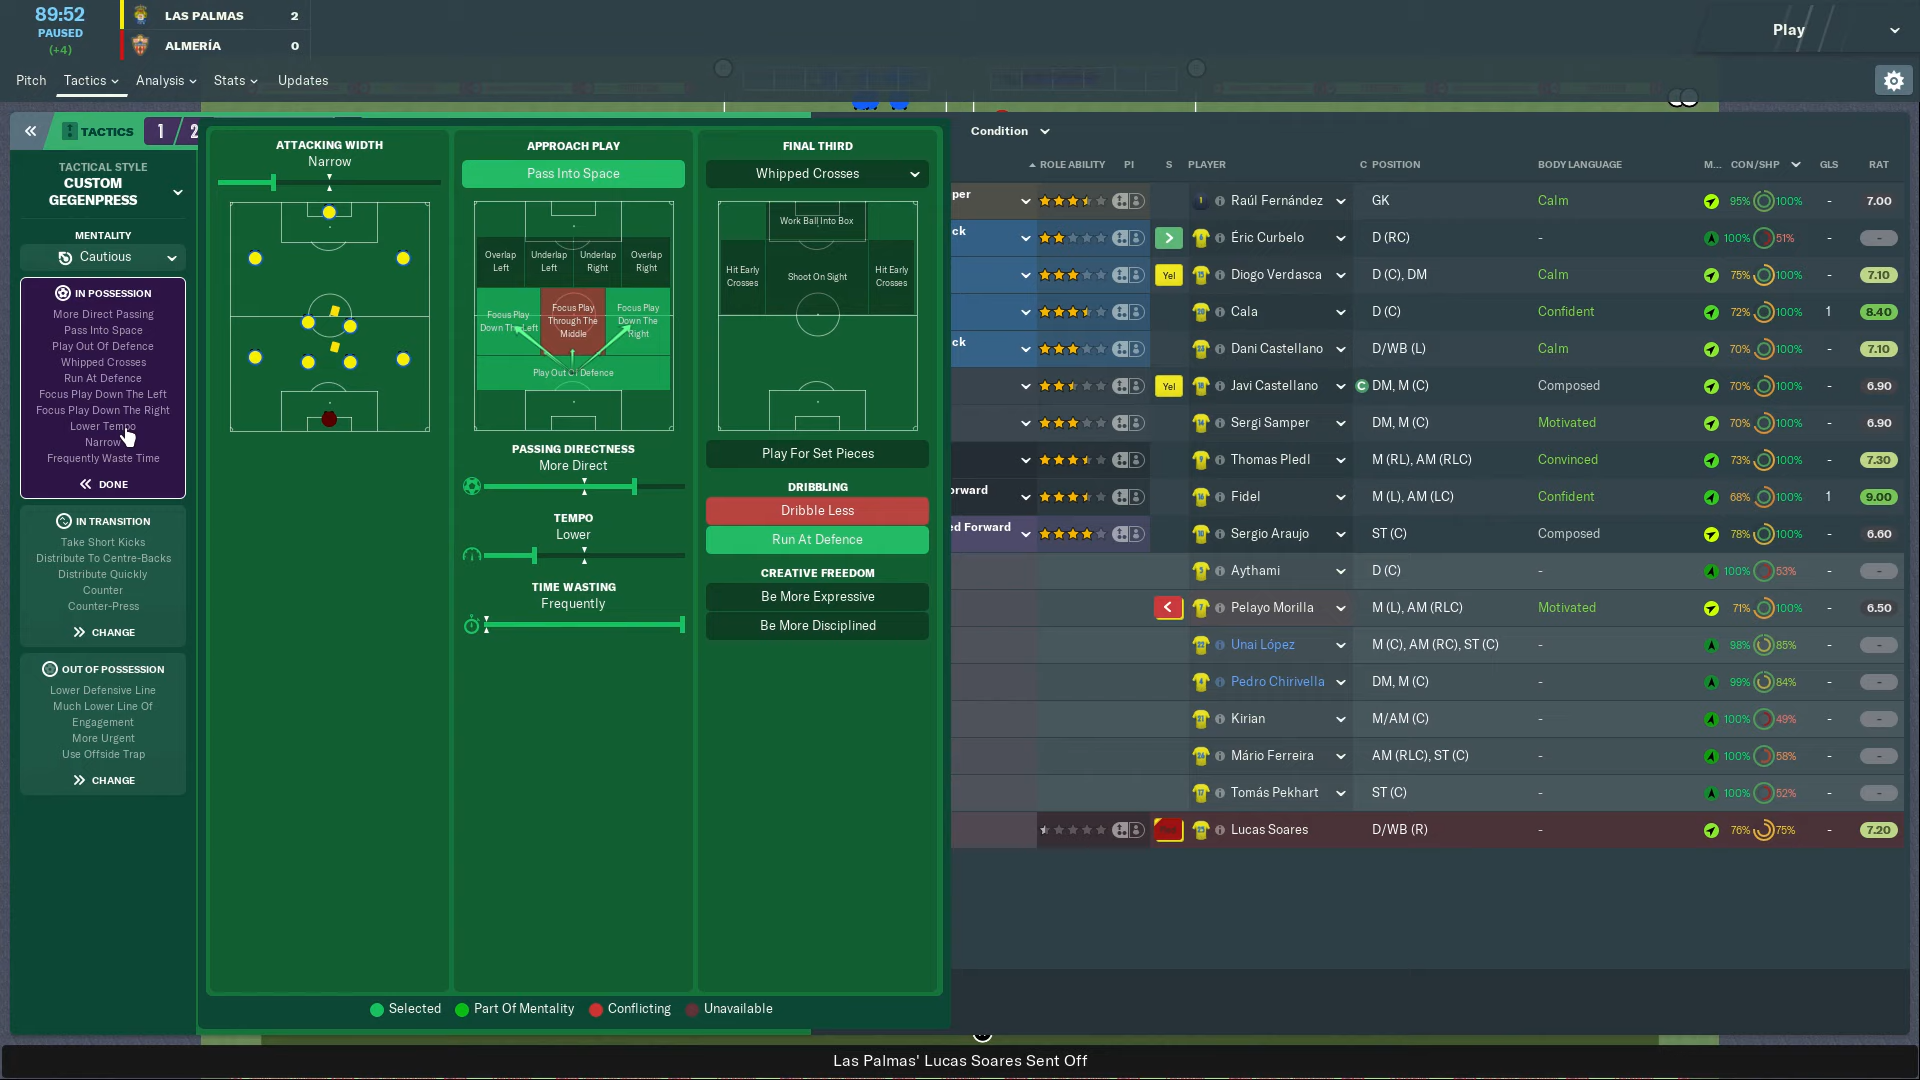 89:52
PAUSED
(+4)
LAS PALMAS 2
ALMERÍA 0
Play
Pitch Tactics Analysis Stats Updates
TACTICS 1 2
TACTICAL STYLE
CUSTOM
GEGENPRESS
MENTALITY
Cautious
IN POSSESSION
More Direct Passing
Pass Into Space
Play Out Of Defence
Whipped Crosses
Run At Defence
Focus Play Down The Left
Focus Play Down The Right
Lower Tempo
Narrow
Frequently Waste Time
DONE
IN TRANSITION
Take Short Kicks
Distribute To Centre-Backs
Distribute Quickly
Counter
Counter-Press
CHANGE
OUT OF POSSESSION
Lower Defensive Line
Much Lower Line Of
Engagement
More Urgent
Use Offside Trap
CHANGE
ATTACKING WIDTH
Narrow
APPROACH PLAY
Pass Into Space
Overlap
Left
Underlap
Left
Underlap
Right
Overlap
Right
Focus Play
Down The Left
Focus Play
Through The
Middle
Focus Play
Down The
Right
Play Out Of Defence
PASSING DIRECTNESS
More Direct
TEMPO
Lower
TIME WASTING
Frequently
FINAL THIRD
Whipped Crosses
Work Ball Into Box
Hit Early
Crosses
Shoot On Sight
Hit Early
Crosses
Play For Set Pieces
DRIBBLING
Dribble Less
Run At Defence
CREATIVE FREEDOM
Be More Expressive
Be More Disciplined
Selected Part Of Mentality Conflicting Unavailable
Condition
ROLE ABILITY PI S PLAYER C POSITION BODY LANGUAGE M... CON/SHP GLS RAT
per Raúl Fernández GK Calm 95% 100% - 7.00
ck Éric Curbelo D (RC) - 100% 51% - -
Yel Diogo Verdasca D (C), DM Calm 75% 100% - 7.10
Cala D (C) Confident 72% 100% 1 8.40
ck Dani Castellano D/WB (L) Calm 70% 100% - 7.10
Yel Javi Castellano C DM, M (C) Composed 70% 100% - 6.90
Sergi Samper DM, M (C) Motivated 70% 100% - 6.90
Thomas Pledl M (RL), AM (RLC) Convinced 73% 100% - 7.30
orward Fidel M (L), AM (LC) Confident 68% 100% 1 9.00
ed Forward Sergio Araujo ST (C) Composed 78% 100% - 6.60
Aythami D (C) - 100% 53% - -
Pelayo Morilla M (L), AM (RLC) Motivated 71% 100% - 6.50
Unai López M (C), AM (RC), ST (C) - 98% 85% - -
Pedro Chirivella DM, M (C) - 99% 84% - -
Kirian M/AM (C) - 100% 49% - -
Mário Ferreira AM (RLC), ST (C) - 100% 58% - -
Tomás Pekhart ST (C) - 100% 52% - -
Lucas Soares D/WB (R) - 76% 75% - 7.20
Las Palmas' Lucas Soares Sent Off